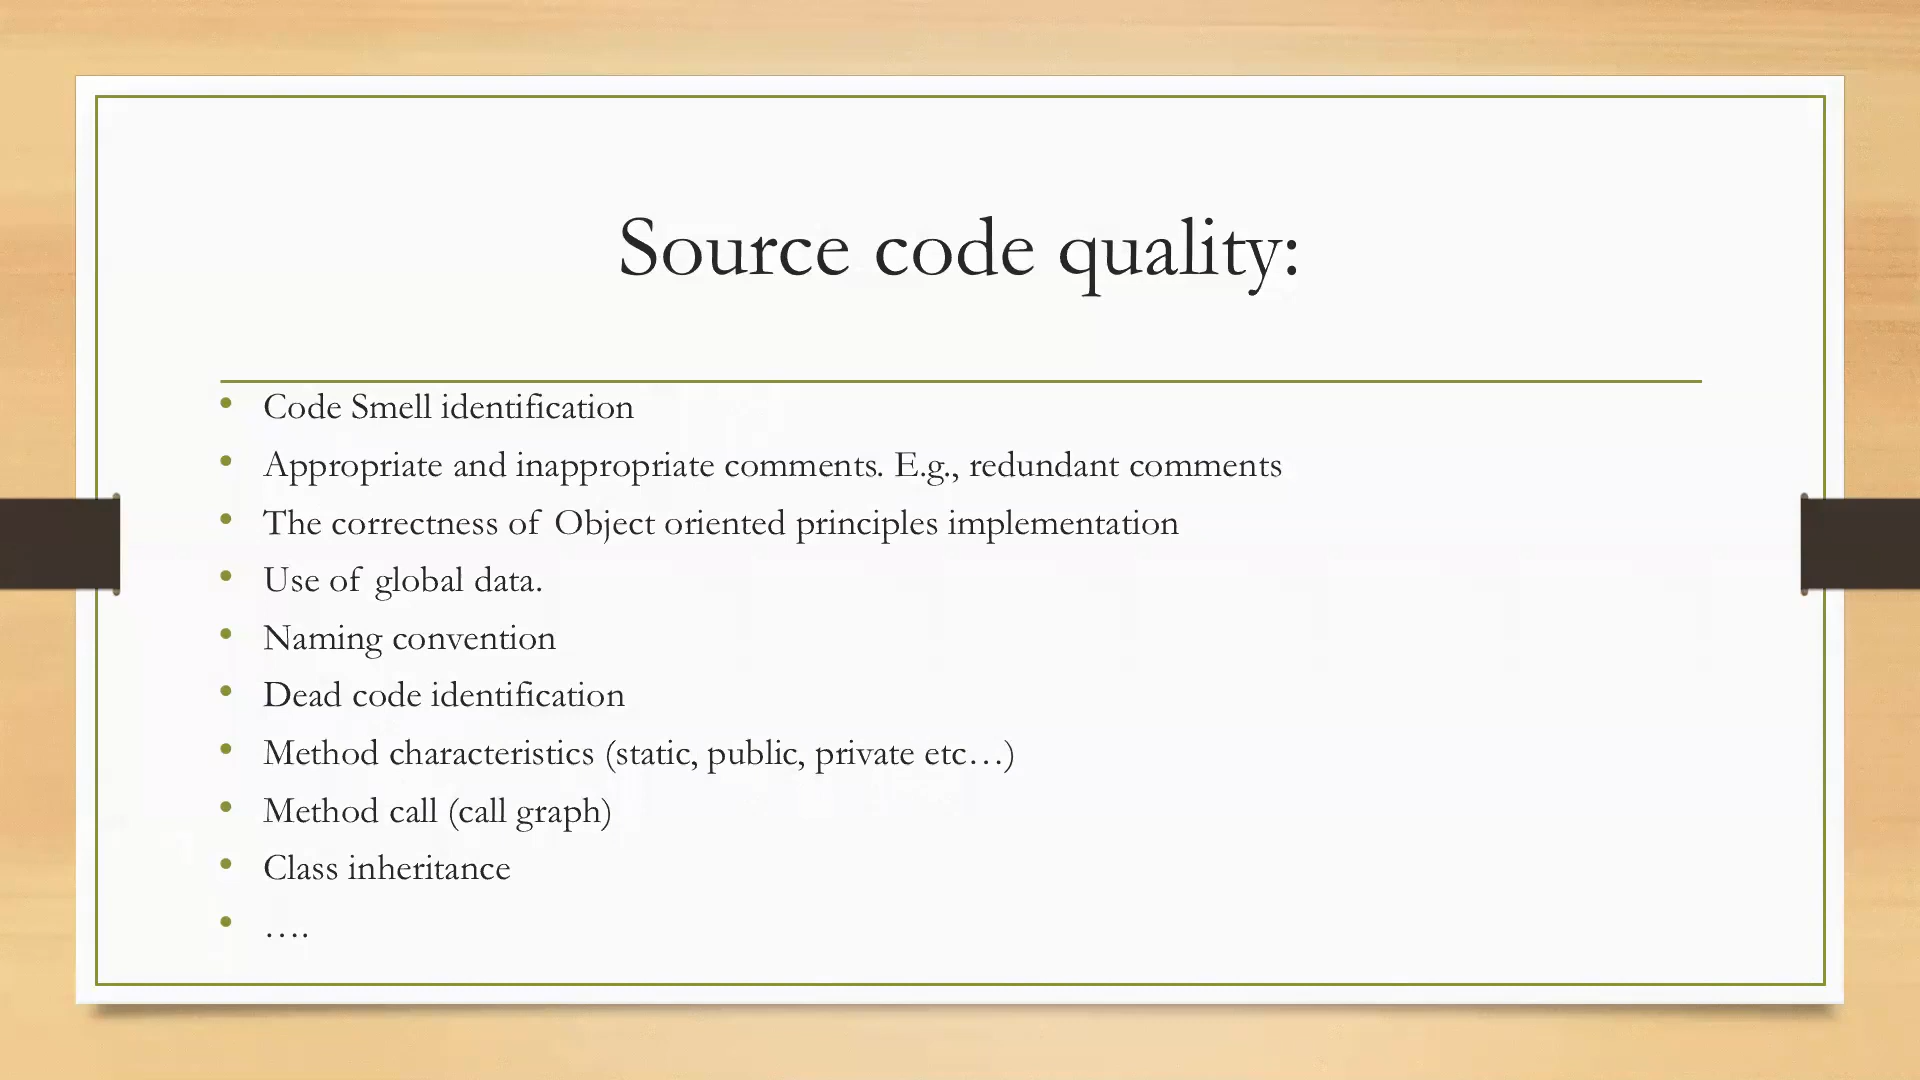 Source code quality:
• Code Smell identification
• Appropriate and inappropriate comments. E.g., redundant comments
• The correctness of Object oriented principles implementation
• Use of global data.
• Naming convention
• Dead code identification
• Method characteristics (static, public, private etc…)
• Method call (call graph)
• Class inheritance
• ….